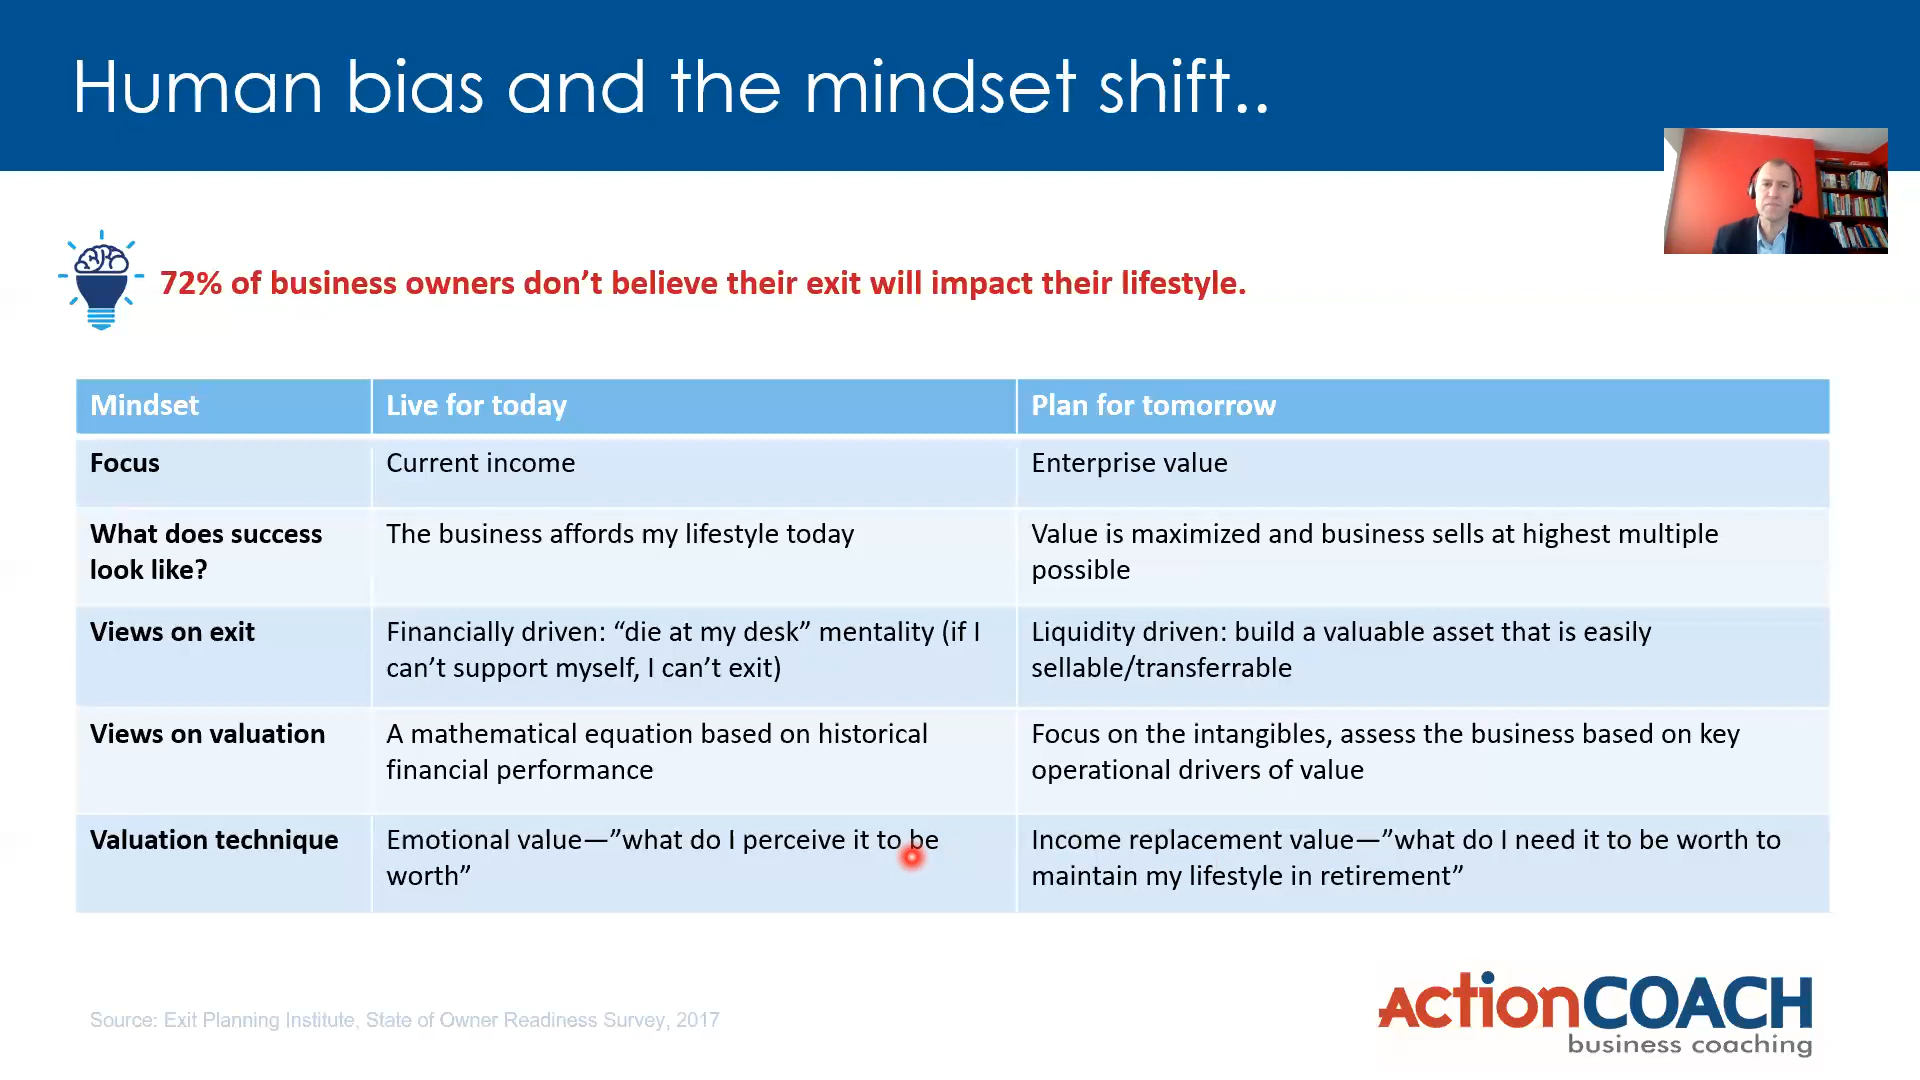 Human bias and the mindset shift..
72% of business owners don’t believe their exit will impact their lifestyle.
Mindset
Live for today
Plan for tomorrow
Focus
Current income
Enterprise value
What does success
look like?
The business affords my lifestyle today
Value is maximized and business sells at highest multiple
possible
Views on exit
Financially driven: “die at my desk” mentality (if I
can’t support myself, I can’t exit)
Liquidity driven: build a valuable asset that is easily
sellable/transferrable
Views on valuation
A mathematical equation based on historical
financial performance
Focus on the intangibles, assess the business based on key
operational drivers of value
Valuation technique
Emotional value—”what do I perceive it to be
worth”
Income replacement value—”what do I need it to be worth to
maintain my lifestyle in retirement”
Source: Exit Planning Institute, State of Owner Readiness Survey, 2017
actionCOACH
business coaching